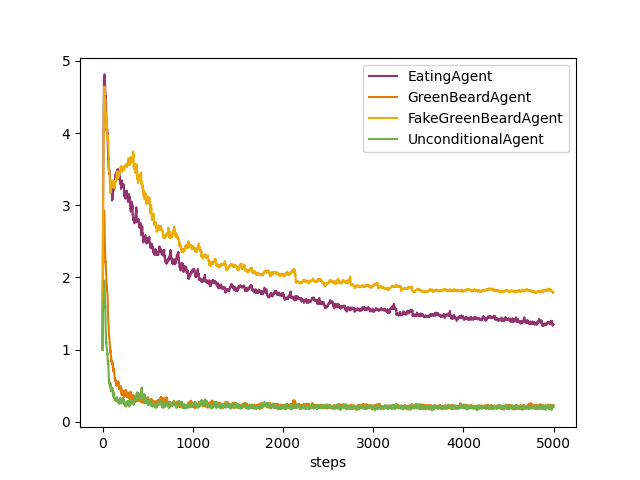 5
4
3
2
1
0
EatingAgent
GreenBeardAgent
FakeGreenBeardAgent
UnconditionalAgent
0 1000 2000 3000 4000 5000
steps